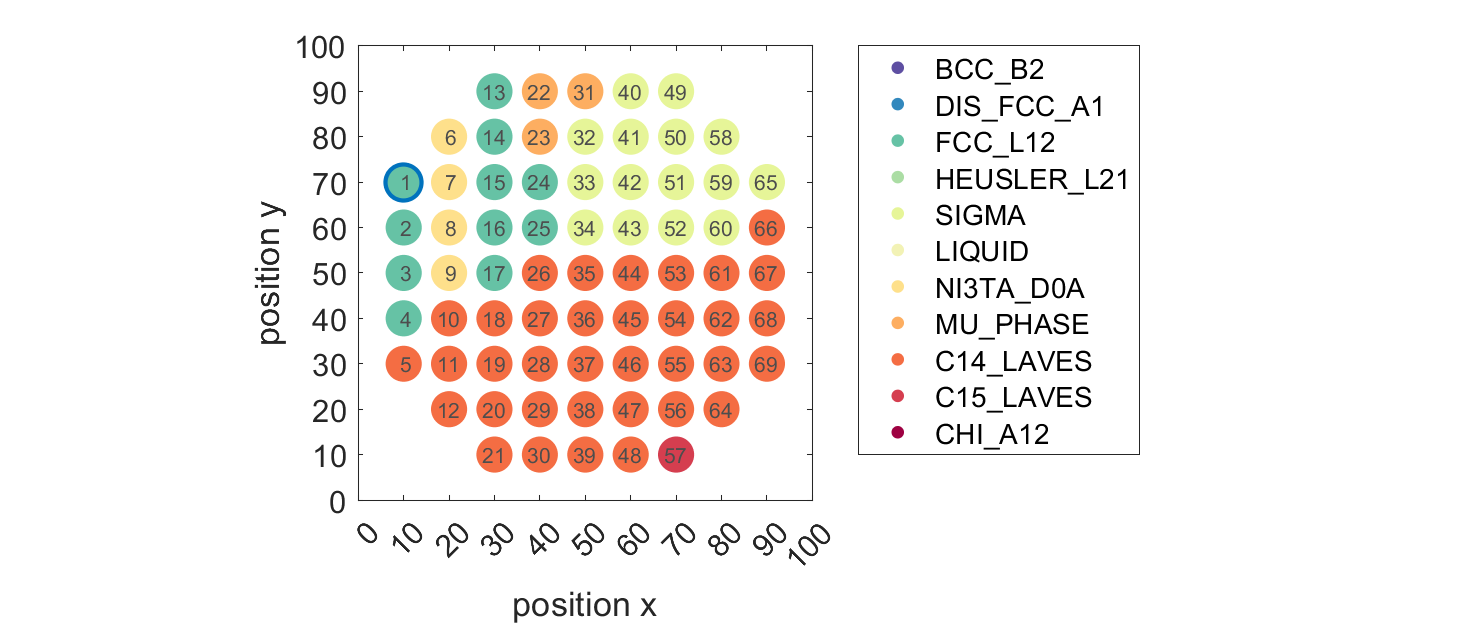 100
90
80
70
60
50
40
30
20
10
0
position y
13 22 31 40 49
6 14 23 32 41 50 58
1 7 15 24 33 42 51 59 65
2 8 16 25 34 43 52 60 66
3 9 17 26 35 44 53 61 67
4 10 18 27 36 45 54 62 68
5 11 19 28 37 46 55 63 69
12 20 29 38 47 56 64
21 30 39 48 57
0 10 20 30 40 50 60 70 80 90 100
position x
BCC_B2
DIS_FCC_A1
FCC_L12
HEUSLER_L21
SIGMA
LIQUID
NI3TA_D0A
MU_PHASE
C14_LAVES
C15_LAVES
CHI_A12